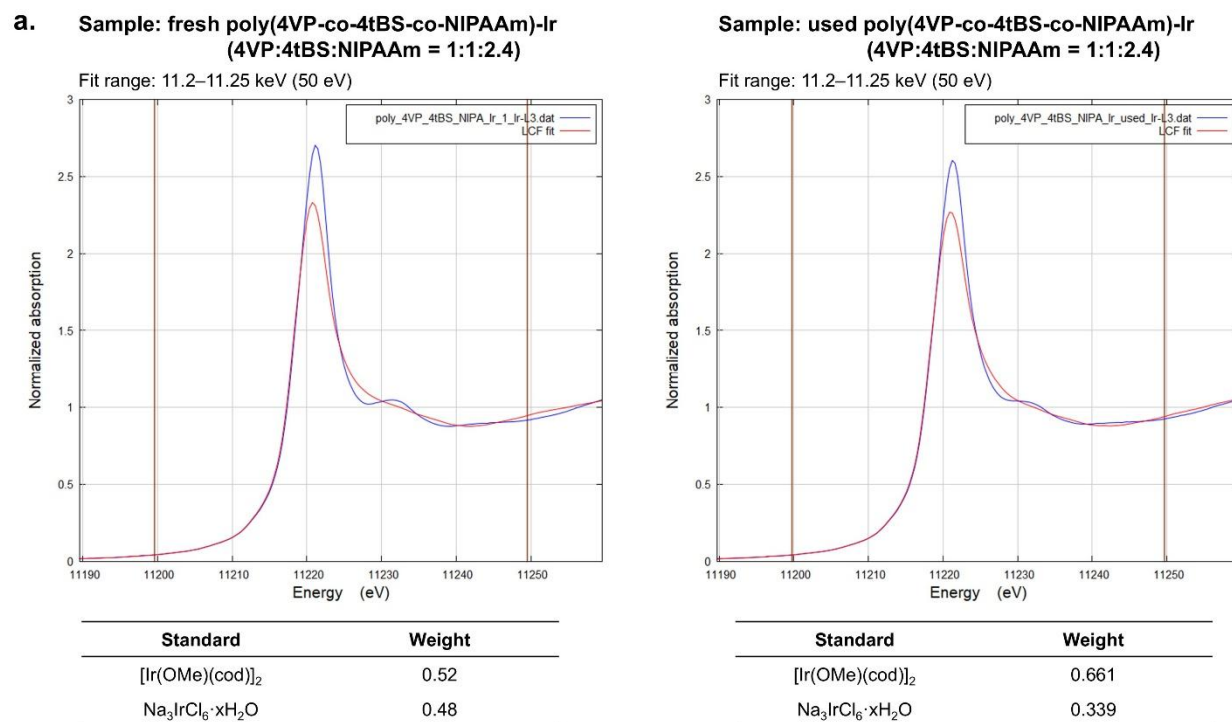 a.
Sample: fresh poly(4VP-co-4tBS-co-NIPAAm)-Ir
(4VP:4tBS:NIPAAm = 1:1:2.4)
Fit range: 11.2–11.25 keV (50 eV)
3
2.5
2
1.5
1
0.5
0
Normalized absorption
poly_4VP_4tBS_NIPA_Ir_1_Ir-L3.dat
LCF fit
11190 11200 11210 11220 11230 11240 11250
Energy (eV)
Standard Weight
[Ir(OMe)(cod)]₂ 0.52
Na₃IrCl₆·xH₂O 0.48
Sample: used poly(4VP-co-4tBS-co-NIPAAm)-Ir
(4VP:4tBS:NIPAAm = 1:1:2.4)
Fit range: 11.2–11.25 keV (50 eV)
3
2.5
2
1.5
1
0.5
0
Normalized absorption
poly_4VP_4tBS_NIPA_Ir_used_Ir-L3.dat
LCF fit
11190 11200 11210 11220 11230 11240 11250
Energy (eV)
Standard Weight
[Ir(OMe)(cod)]₂ 0.661
Na₃IrCl₆·xH₂O 0.339